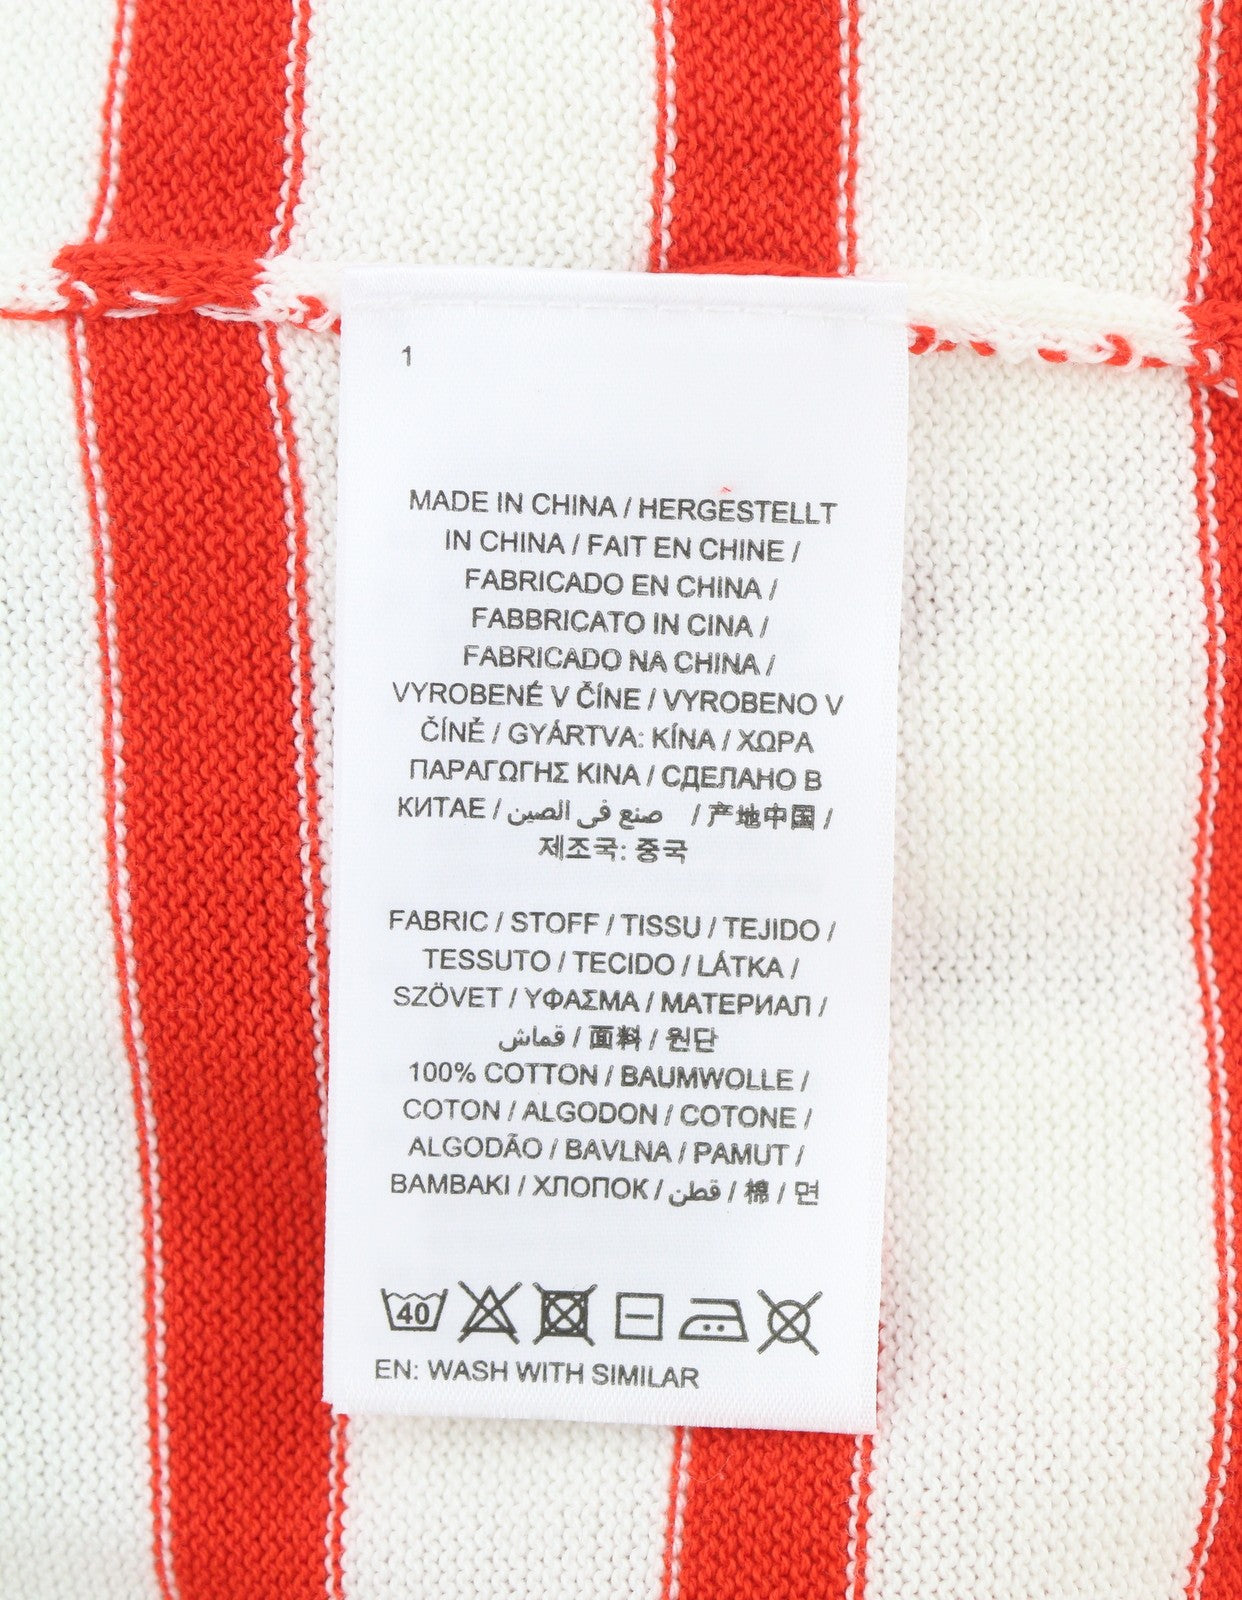 1
MADE IN CHINA / HERGESTELLT
IN CHINA / FAIT EN CHINE /
FABRICADO EN CHINA /
FABBRICATO IN CINA /
FABRICADO NA CHINA /
VYROBENÉ V ČÍNE / VYROBENO V
ČÍNĚ / GYÁRTVA: KÍNA / ΧΩΡΑ
ΠΑΡΑΓΩΓΗΣ ΚΙΝΑ / СДЕЛАНО В
КИТАЕ / صنع فى الصين / 产地中国 /
제조국: 중국
FABRIC / STOFF / TISSU / TEJIDO /
TESSUTO / TECIDO / LÁTKA /
SZÖVET / ΥΦΑΣΜΑ / МАТЕРИАЛ /
قماش / 面料 / 원단
100% COTTON / BAUMWOLLE /
COTON / ALGODON / COTONE /
ALGODÃO / BAVLNA / PAMUT /
ΒΑΜΒΑΚΙ / ХЛОПОК / قطن / 棉 / 면
40
EN: WASH WITH SIMILAR